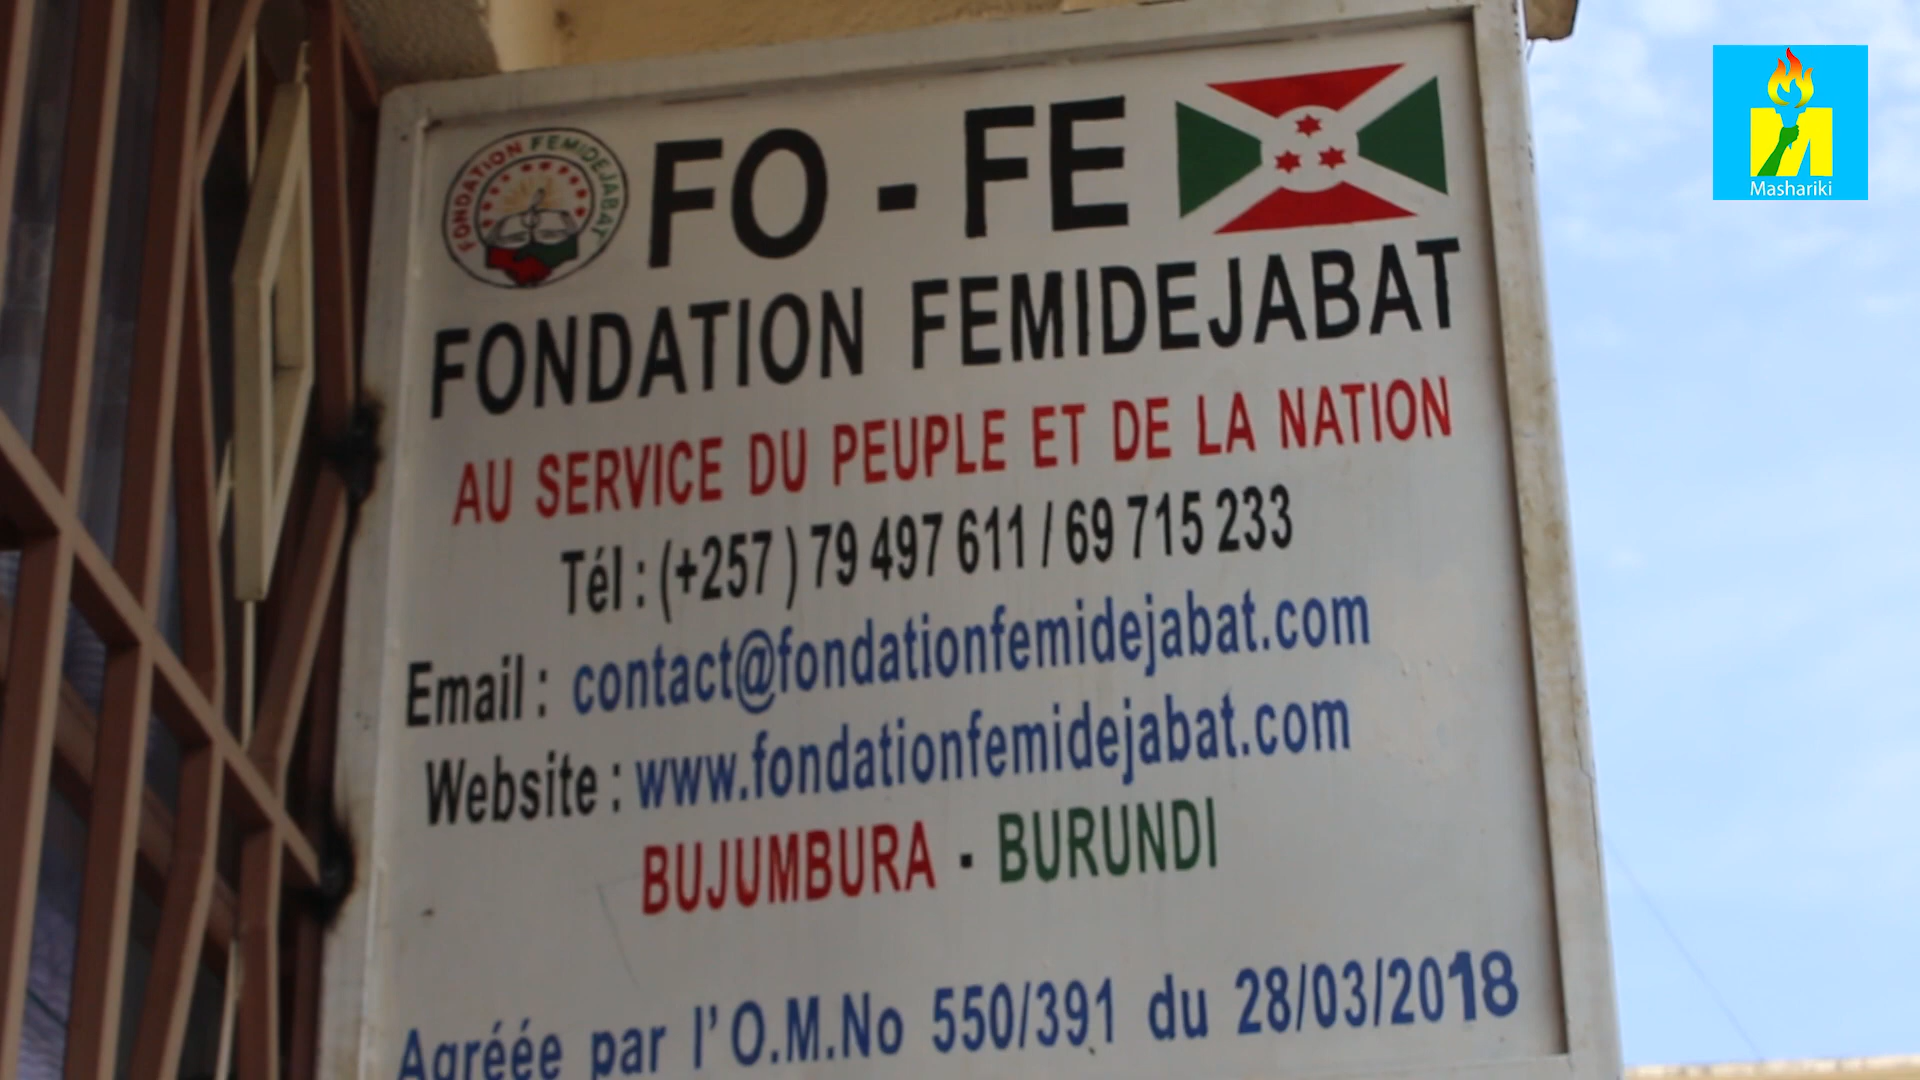 FONDATION FEMIDEJABAT
FO - FE
FONDATION FEMIDEJABAT
AU SERVICE DU PEUPLE ET DE LA NATION
Tél : (+257 ) 79 497 611 / 69 715 233
Email : contact@fondationfemidejabat.com
Website : www.fondationfemidejabat.com
BUJUMBURA - BURUNDI
Agréée par l'O.M.No 550/391 du 28/03/2018
Mashariki